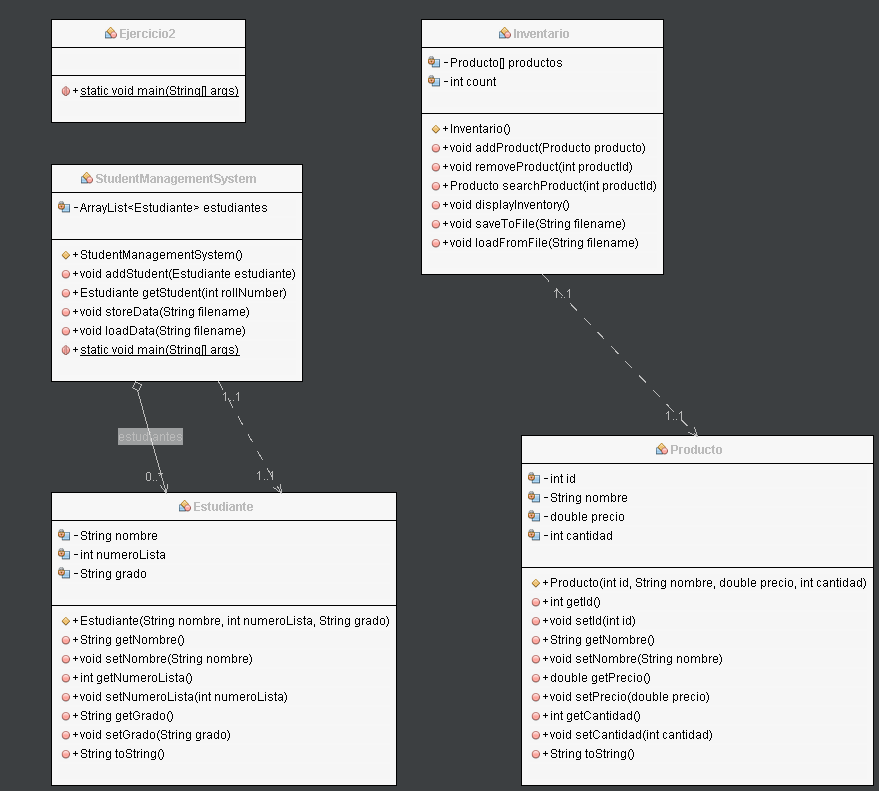 Ejercicio2
+ static void main(String[] args)
StudentManagementSystem
- ArrayList<Estudiante> estudiantes
+ StudentManagementSystem()
+ void addStudent(Estudiante estudiante)
+ Estudiante getStudent(int rollNumber)
+ void storeData(String filename)
+ void loadData(String filename)
+ static void main(String[] args)
1..1
estudiantes
0..*
1..1
Estudiante
- String nombre
- int numeroLista
- String grado
+ Estudiante(String nombre, int numeroLista, String grado)
+ String getNombre()
+ void setNombre(String nombre)
+ int getNumeroLista()
+ void setNumeroLista(int numeroLista)
+ String getGrado()
+ void setGrado(String grado)
+ String toString()
Inventario
- Producto[] productos
- int count
+ Inventario()
+ void addProduct(Producto producto)
+ void removeProduct(int productId)
+ Producto searchProduct(int productId)
+ void displayInventory()
+ void saveToFile(String filename)
+ void loadFromFile(String filename)
1..1
1..1
Producto
- int id
- String nombre
- double precio
- int cantidad
+ Producto(int id, String nombre, double precio, int cantidad)
+ int getId()
+ void setId(int id)
+ String getNombre()
+ void setNombre(String nombre)
+ double getPrecio()
+ void setPrecio(double precio)
+ int getCantidad()
+ void setCantidad(int cantidad)
+ String toString()